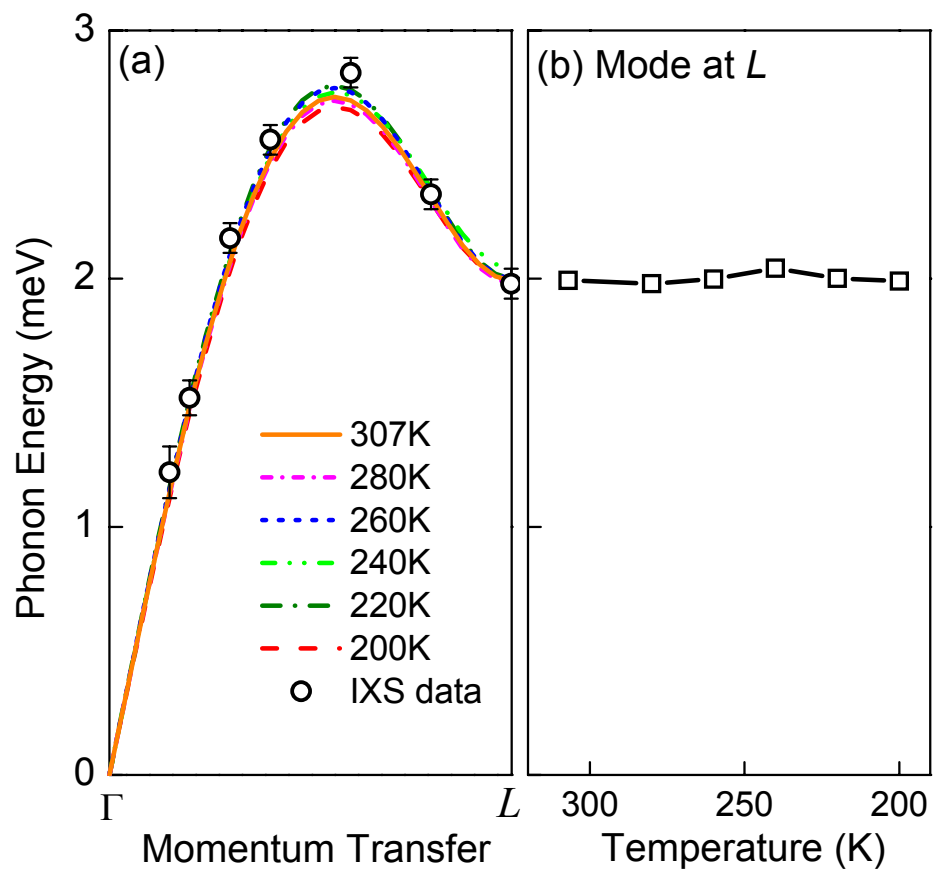 3
(a)
(b) Mode at L
2
1
0
Phonon Energy (meV)
307K
280K
260K
240K
220K
200K
IXS data
Γ
L
300
250
200
Momentum Transfer
Temperature (K)